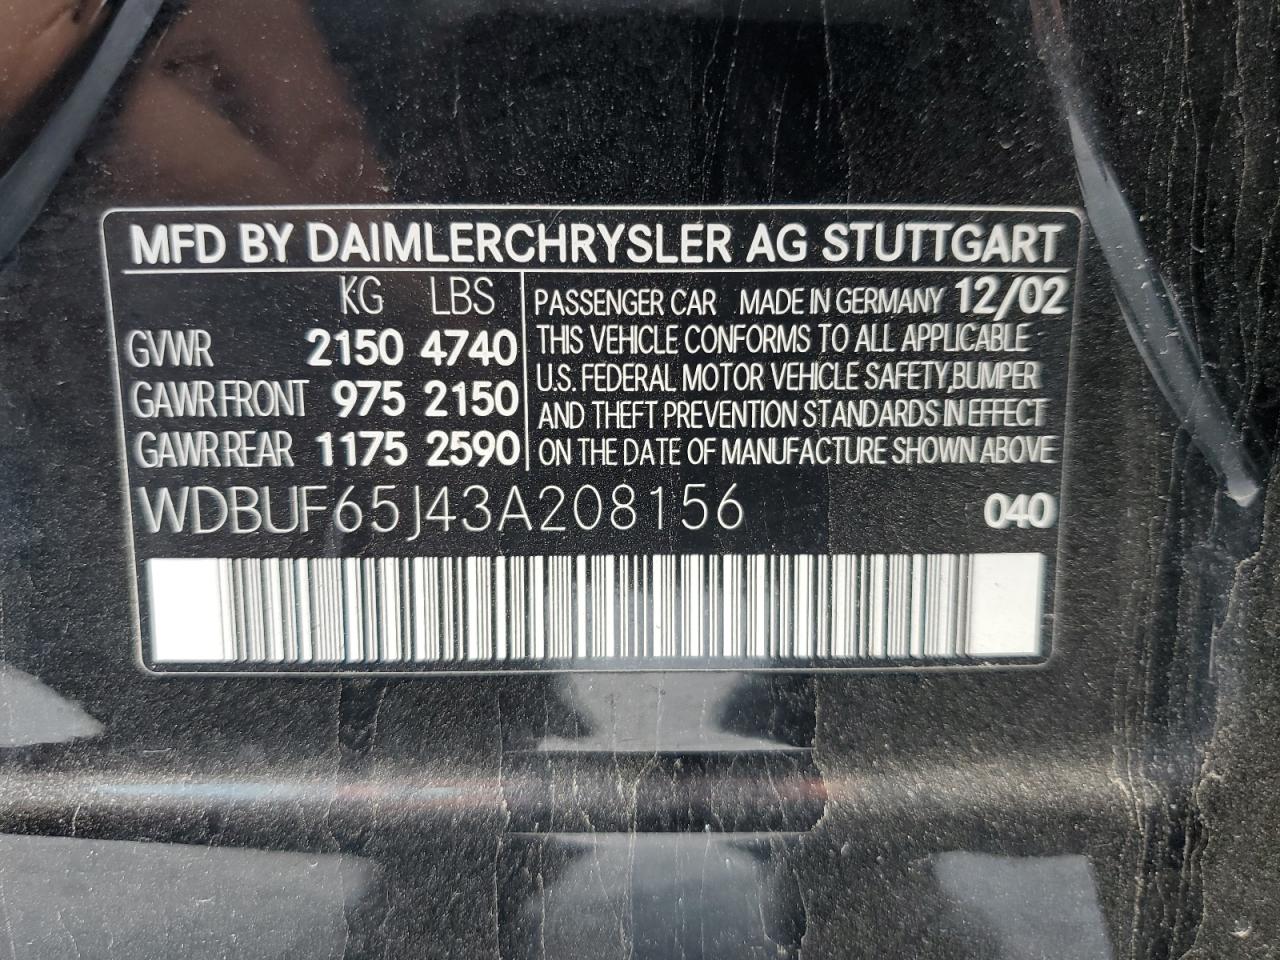 MFD BY DAIMLERCHRYSLER AG STUTTGART
KG LBS
GVWR 2150 4740
GAWR FRONT 975 2150
GAWR REAR 1175 2590
PASSENGER CAR MADE IN GERMANY 12/02
THIS VEHICLE CONFORMS TO ALL APPLICABLE
U.S. FEDERAL MOTOR VEHICLE SAFETY, BUMPER
AND THEFT PREVENTION STANDARDS IN EFFECT
ON THE DATE OF MANUFACTURE SHOWN ABOVE
WDBUF65J43A208156 040